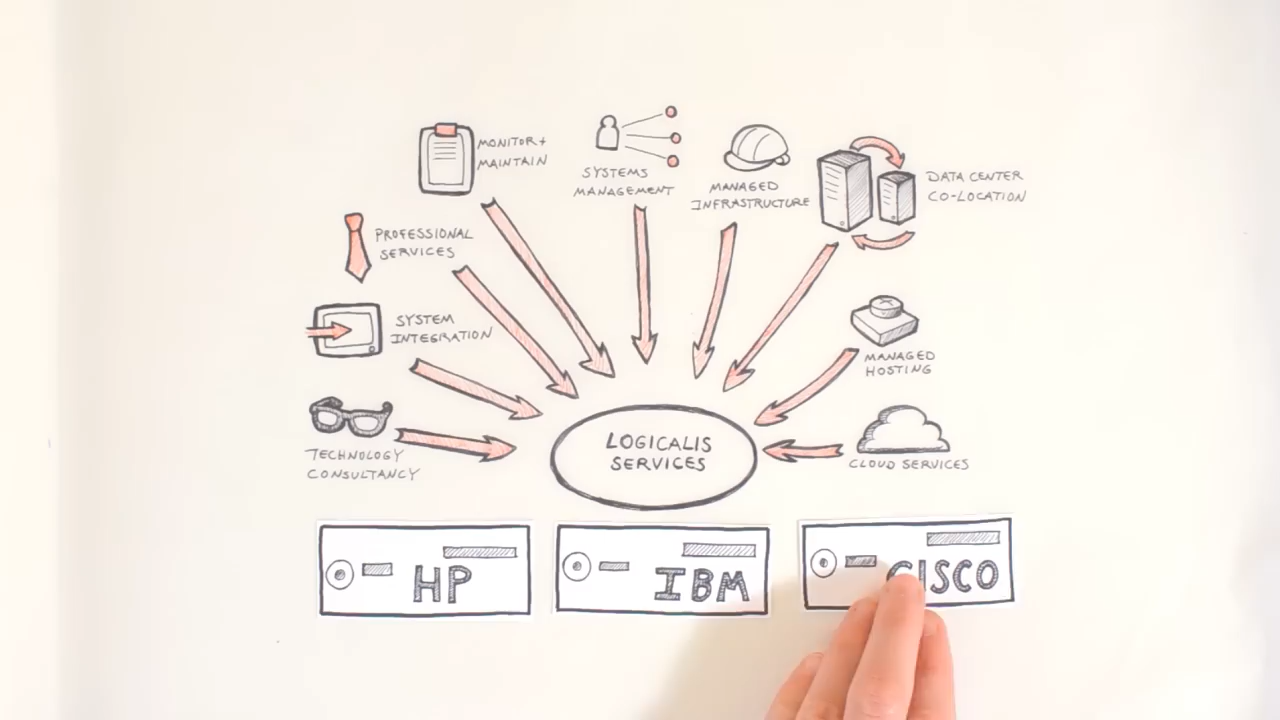 MONITOR +
MAINTAIN
SYSTEMS
MANAGEMENT
MANAGED
INFRASTRUCTURE
DATA CENTER
CO-LOCATION
PROFESSIONAL
SERVICES
SYSTEM
INTEGRATION
MANAGED
HOSTING
TECHNOLOGY
CONSULTANCY
CLOUD SERVICES
LOGICALIS
SERVICES
HP
IBM
CISCO